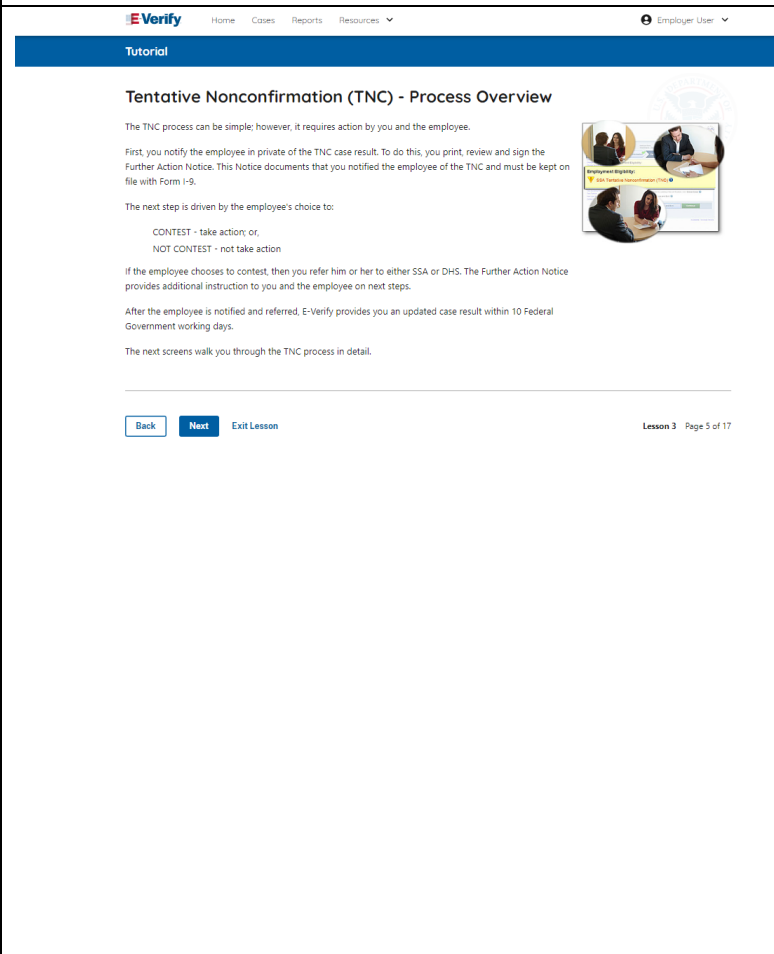 E-Verify Home Cases Reports Resources Employer User
Tutorial
Tentative Nonconfirmation (TNC) - Process Overview
The TNC process can be simple; however, it requires action by you and the employee.
First, you notify the employee in private of the TNC case result. To do this, you print, review and sign the
Further Action Notice. This Notice documents that you notified the employee of the TNC and must be kept on
file with Form I-9.
The next step is driven by the employee's choice to:
CONTEST - take action; or,
NOT CONTEST - not take action
If the employee chooses to contest, then you refer him or her to either SSA or DHS. The Further Action Notice
provides additional instruction to you and the employee on next steps.
After the employee is notified and referred, E-Verify provides you an updated case result within 10 Federal
Government working days.
The next screens walk you through the TNC process in detail.
Employment Eligibility:
SSA Tentative Nonconfirmation (TNC)
Back Next Exit Lesson Lesson 3 Page 5 of 17